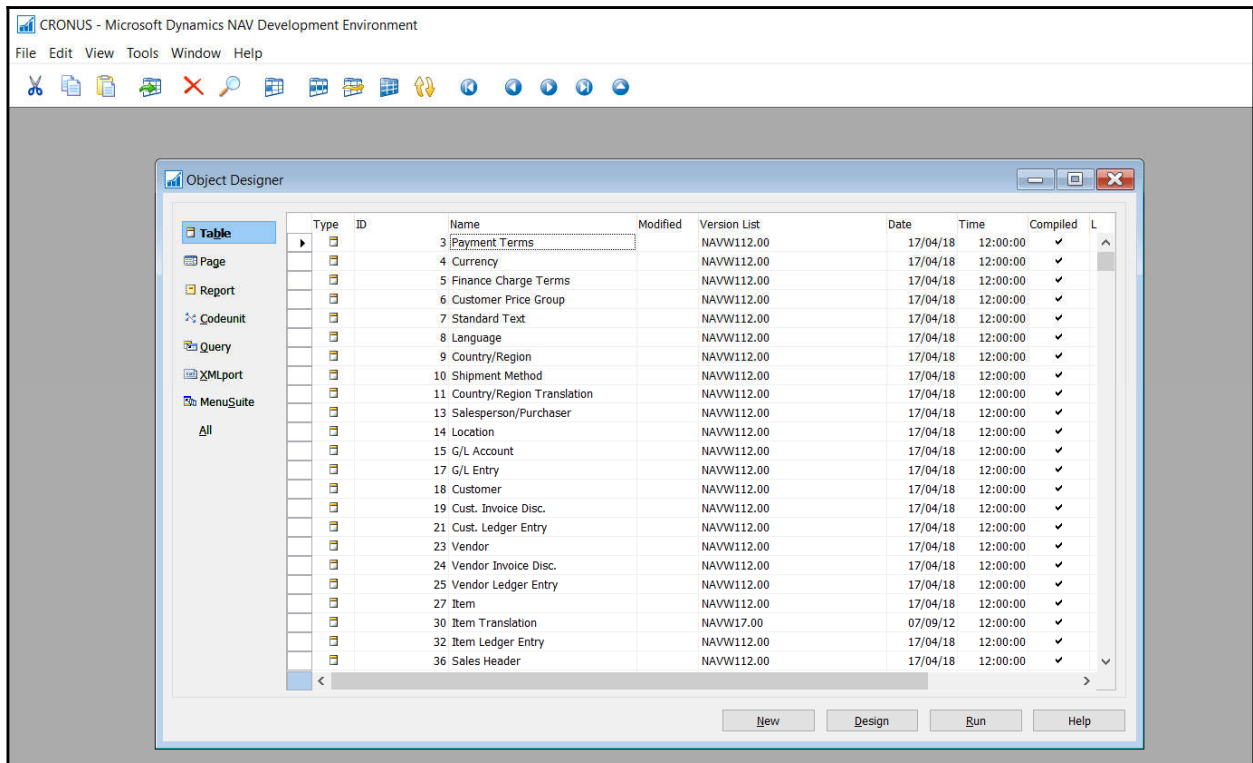 CRONUS - Microsoft Dynamics NAV Development Environment
File Edit View Tools Window Help
Object Designer
Table
Page
Report
Codeunit
Query
XMLport
MenuSuite
All
Type ID Name Modified Version List Date Time Compiled L
3 Payment Terms NAVW112.00 17/04/18 12:00:00
4 Currency NAVW112.00 17/04/18 12:00:00
5 Finance Charge Terms NAVW112.00 17/04/18 12:00:00
6 Customer Price Group NAVW112.00 17/04/18 12:00:00
7 Standard Text NAVW112.00 17/04/18 12:00:00
8 Language NAVW112.00 17/04/18 12:00:00
9 Country/Region NAVW112.00 17/04/18 12:00:00
10 Shipment Method NAVW112.00 17/04/18 12:00:00
11 Country/Region Translation NAVW112.00 17/04/18 12:00:00
13 Salesperson/Purchaser NAVW112.00 17/04/18 12:00:00
14 Location NAVW112.00 17/04/18 12:00:00
15 G/L Account NAVW112.00 17/04/18 12:00:00
17 G/L Entry NAVW112.00 17/04/18 12:00:00
18 Customer NAVW112.00 17/04/18 12:00:00
19 Cust. Invoice Disc. NAVW112.00 17/04/18 12:00:00
21 Cust. Ledger Entry NAVW112.00 17/04/18 12:00:00
23 Vendor NAVW112.00 17/04/18 12:00:00
24 Vendor Invoice Disc. NAVW112.00 17/04/18 12:00:00
25 Vendor Ledger Entry NAVW112.00 17/04/18 12:00:00
27 Item NAVW112.00 17/04/18 12:00:00
30 Item Translation NAVW17.00 07/09/12 12:00:00
32 Item Ledger Entry NAVW112.00 17/04/18 12:00:00
36 Sales Header NAVW112.00 17/04/18 12:00:00
New Design Run Help